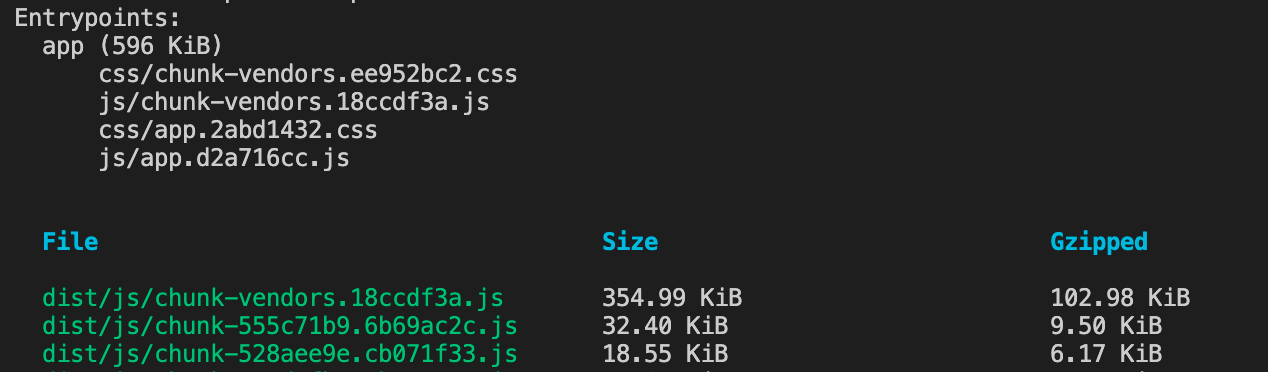 Entrypoints:
app (596 KiB)
css/chunk-vendors.ee952bc2.css
js/chunk-vendors.18ccdf3a.js
css/app.2abd1432.css
js/app.d2a716cc.js
File Size Gzipped
dist/js/chunk-vendors.18ccdf3a.js 354.99 KiB 102.98 KiB
dist/js/chunk-555c71b9.6b69ac2c.js 32.40 KiB 9.50 KiB
dist/js/chunk-528aee9e.cb071f33.js 18.55 KiB 6.17 KiB